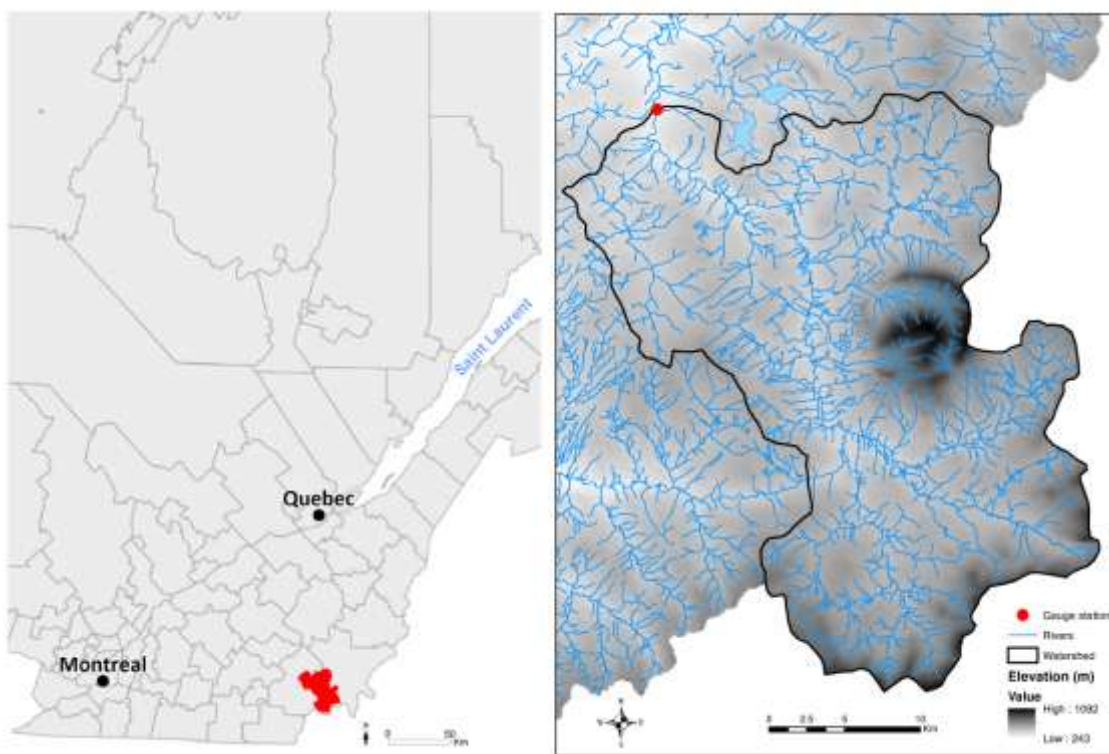 Saint Laurent
Quebec
Montreal
0 50
Km
Gauge station
Rivers
Watershed
Elevation (m)
Value
High : 1092
Low : 243
0 2.5 5 10
Km